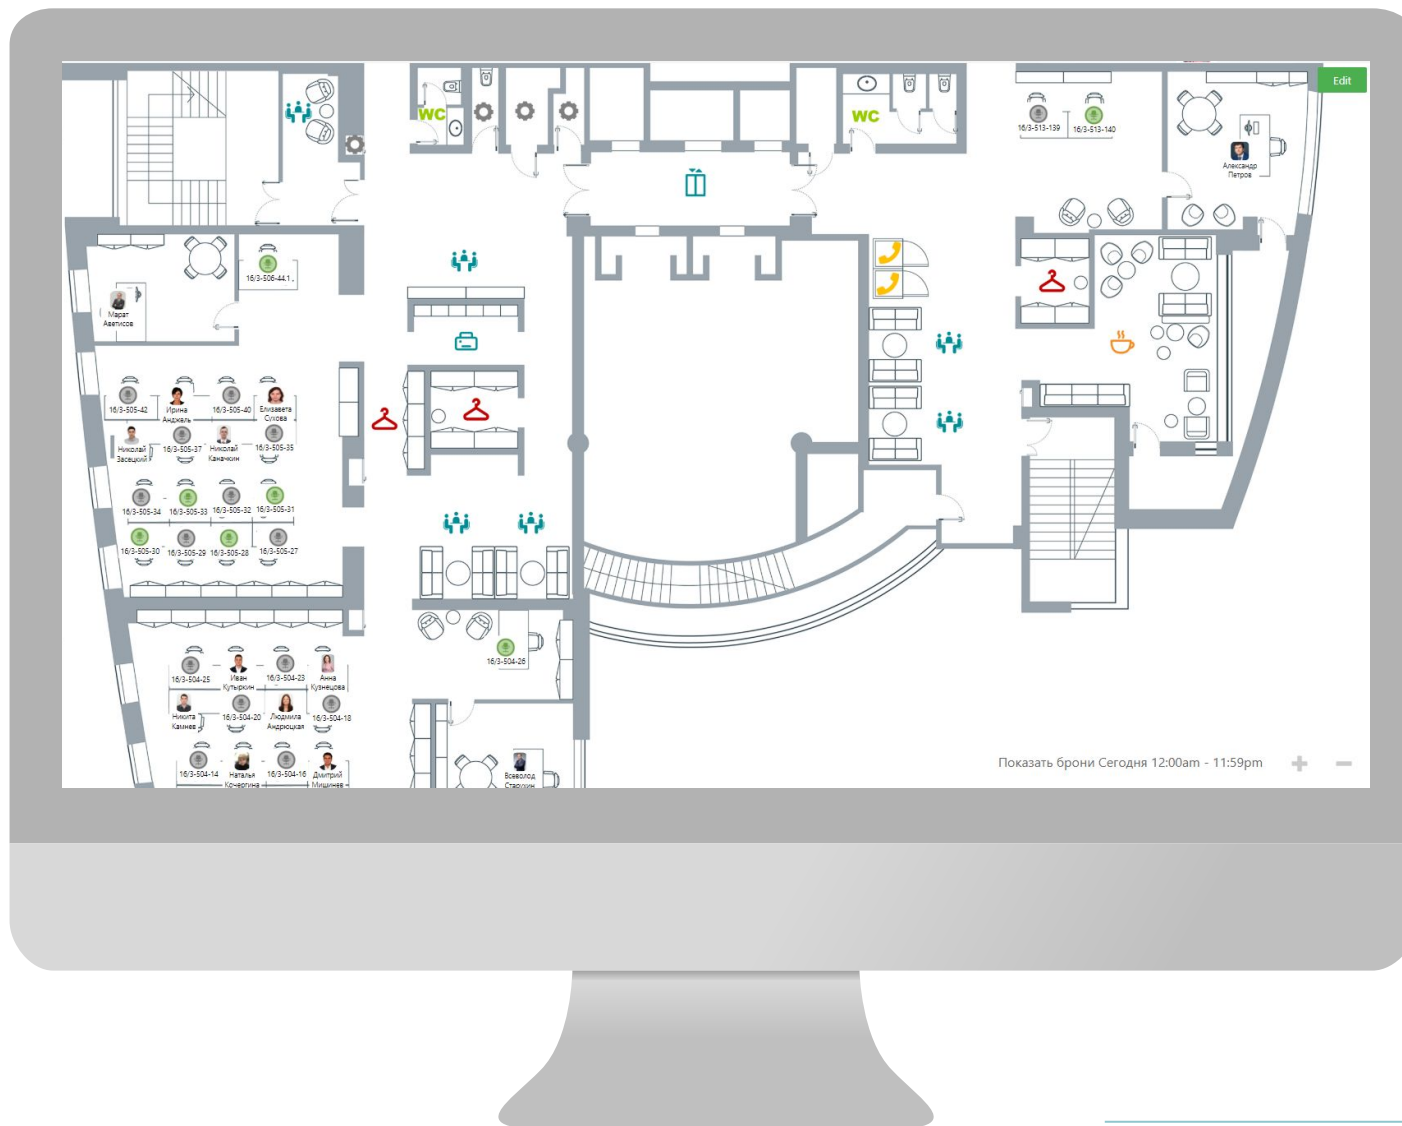 Edit
WC
WC
16/3-513-139
16/3-513-140
Александр
Петров
16/3-506-44.1
Марат
Аветисов
16/3-505-42
Ирина
Анджель
16/3-505-40
Елизавета
Сухова
Николай
Засецкий
16/3-505-37
Николай
Каначкин
16/3-505-35
16/3-505-34
16/3-505-33
16/3-505-32
16/3-505-31
16/3-505-30
16/3-505-29
16/3-505-28
16/3-505-27
16/3-504-26
16/3-504-25
Иван
Кутыркин
16/3-504-23
Анна
Кузнецова
Никита
Камнев
16/3-504-20
Людмила
Андрюцкая
16/3-504-18
16/3-504-14
Наталья
Кочергина
16/3-504-16
Дмитрий
Мишинев
Всеволод
Старухин
Показать брони Сегодня 12:00am - 11:59pm